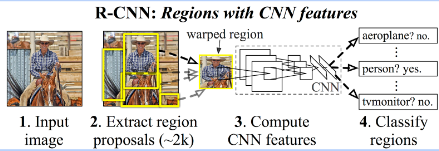 R-CNN: Regions with CNN features
warped region
aeroplane? no.
person? yes.
tvmonitor? no.
CNN
1. Input
image
2. Extract region
proposals (~2k)
3. Compute
CNN features
4. Classify
regions